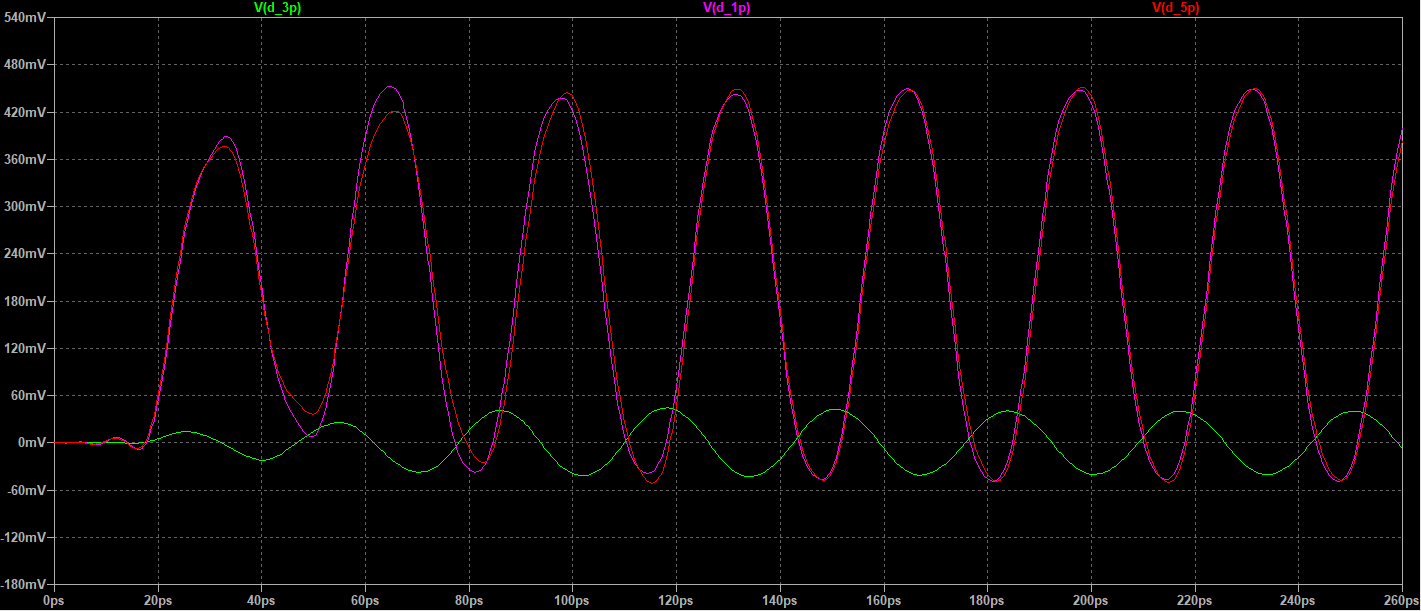 V(d_3p) V(d_1p) V(d_5p)
540mV
480mV
420mV
360mV
300mV
240mV
180mV
120mV
60mV
0mV
-60mV
-120mV
-180mV
0ps 20ps 40ps 60ps 80ps 100ps 120ps 140ps 160ps 180ps 200ps 220ps 240ps 260ps